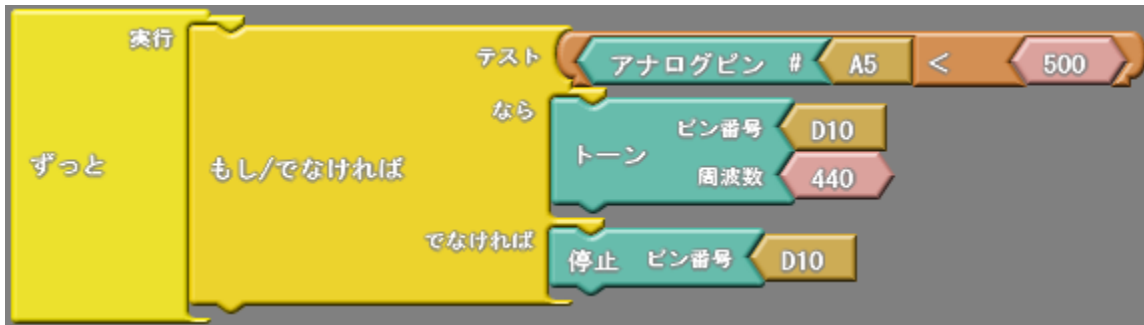 実行
テスト
アナログピン # A5 < 500
なら
ピン番号 D10
トーン
周波数 440
ずっと
もし/でなければ
でなければ
停止 ピン番号 D10